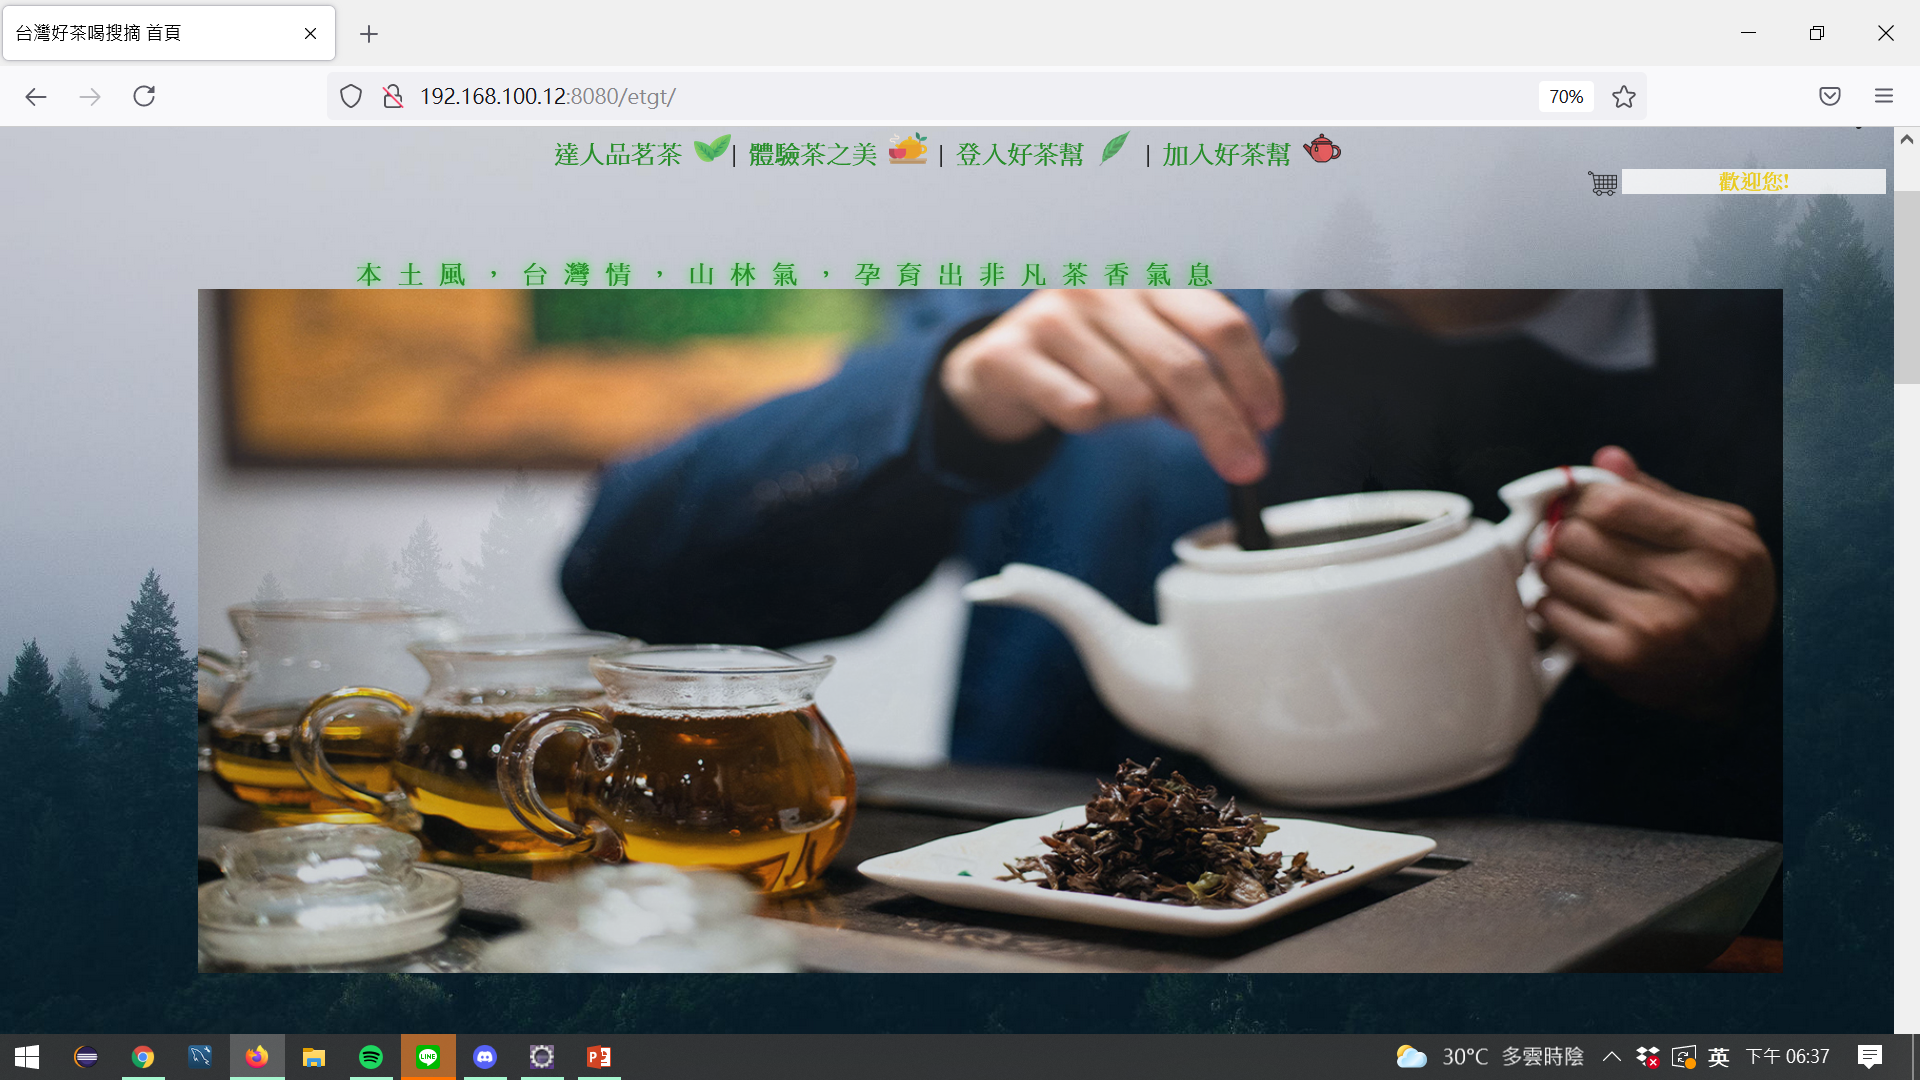 台灣好茶喝搜摘 首頁
192.168.100.12:8080/etgt/
70%
達人品茗茶 | 體驗茶之美 | 登入好茶幫 | 加入好茶幫
歡迎您!
本土風，台灣情，山林氣，孕育出非凡茶香氣息
LINE
30°C 多雲時陰
英
下午 06:37